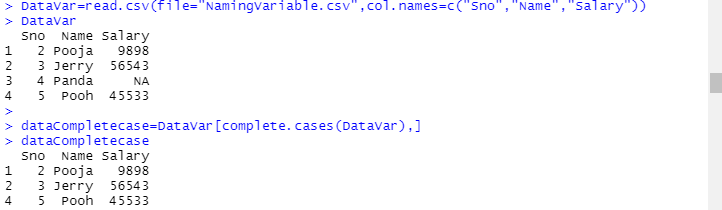 > DataVar=read.csv(file="NamingVariable.csv",col.names=c("Sno","Name","Salary"))
> DataVar
  Sno  Name Salary
1   2 Pooja   9898
2   3 Jerry  56543
3   4 Panda     NA
4   5  Pooh  45533
>
> dataCompletecase=DataVar[complete.cases(DataVar),]
> dataCompletecase
  Sno  Name Salary
1   2 Pooja   9898
2   3 Jerry  56543
4   5  Pooh  45533